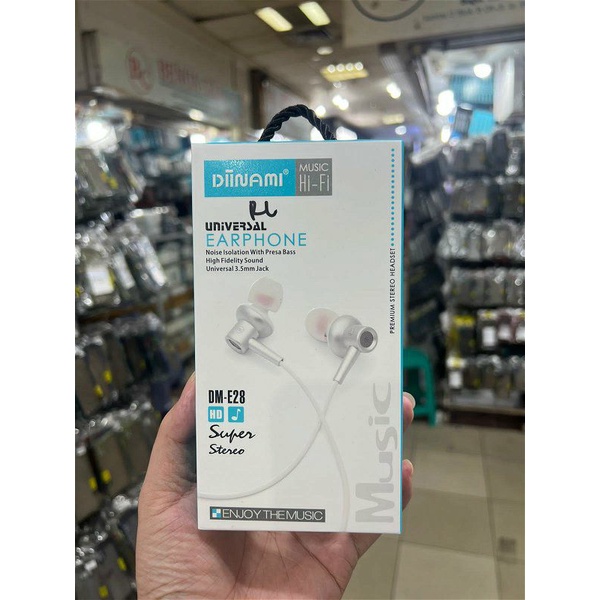 DIINAMI®
MUSIC
HI-FI
UNIVERSAL
EARPHONE
Noise Isolation With Presa Bass
High Fidelity Sound
Universal 3.5mm Jack
PREMIUM STEREO HEADSET
DM-E28
HD
Super
Stereo
Music
ENJOY THE MUSIC